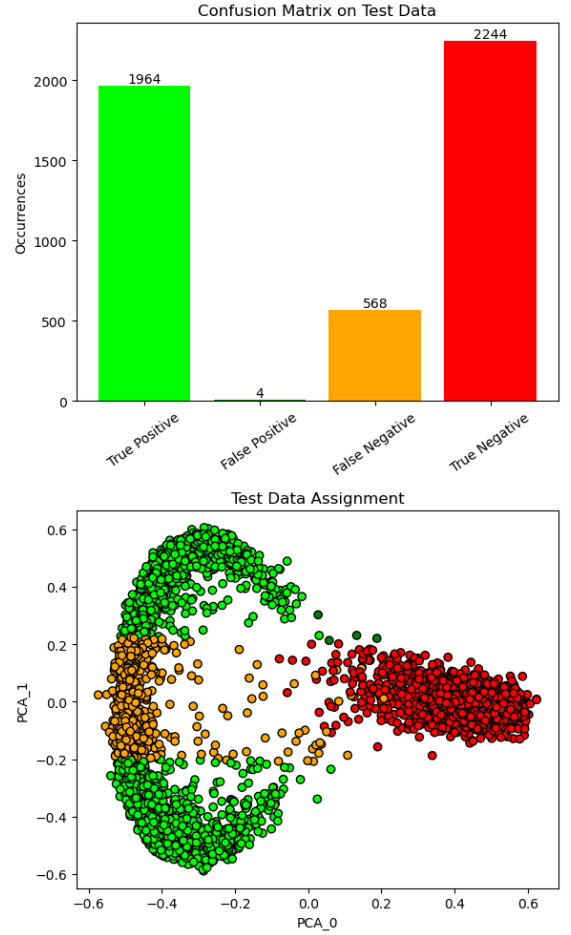 Confusion Matrix on Test Data
2244
1964
568
4
2000
1500
1000
500
0
Occurrences
True Positive
False Positive
False Negative
True Negative
Test Data Assignment
0.6
0.4
0.2
0.0
−0.2
−0.4
−0.6
PCA_1
−0.6
−0.4
−0.2
0.0
0.2
0.4
0.6
PCA_0